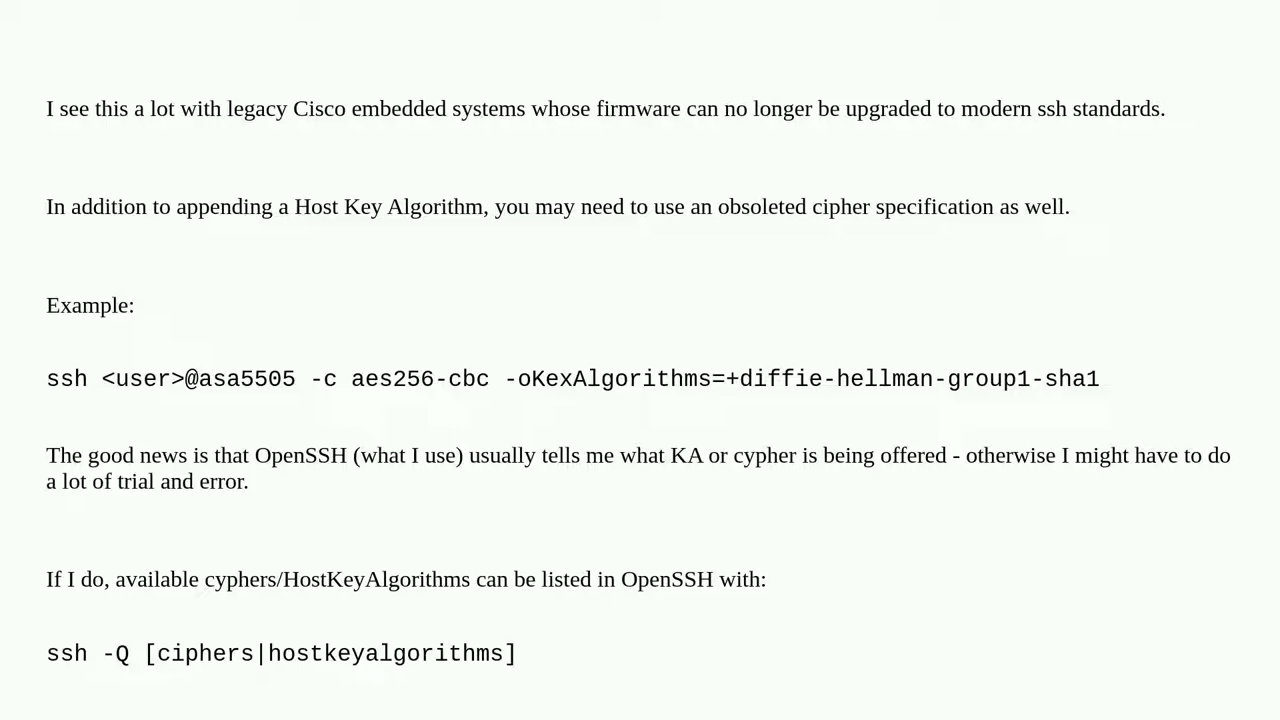 I see this a lot with legacy Cisco embedded systems whose firmware can no longer be upgraded to modern ssh standards.
In addition to appending a Host Key Algorithm, you may need to use an obsoleted cipher specification as well.
Example:
ssh <user>@asa5505 -c aes256-cbc -oKexAlgorithms=+diffie-hellman-group1-sha1
The good news is that OpenSSH (what I use) usually tells me what KA or cypher is being offered - otherwise I might have to do
a lot of trial and error.
If I do, available cyphers/HostKeyAlgorithms can be listed in OpenSSH with:
ssh -Q [ciphers|hostkeyalgorithms]